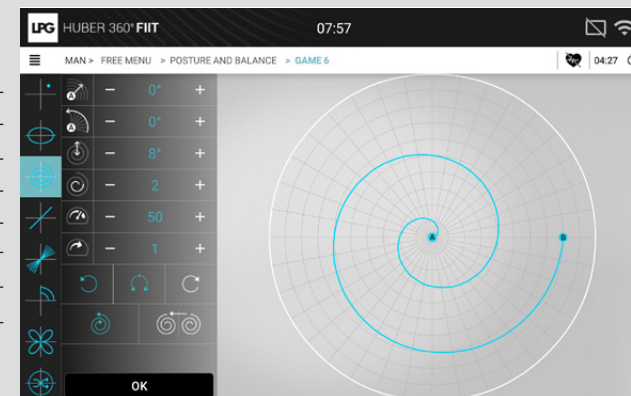 LPG HUBER 360° FIIT 07:57
MAN > FREE MENU > POSTURE AND BALANCE > GAME 6 04:27
A − 0° +
A − 0° +
− 8° +
− 2 +
− 50 +
− 1 +
A B
OK